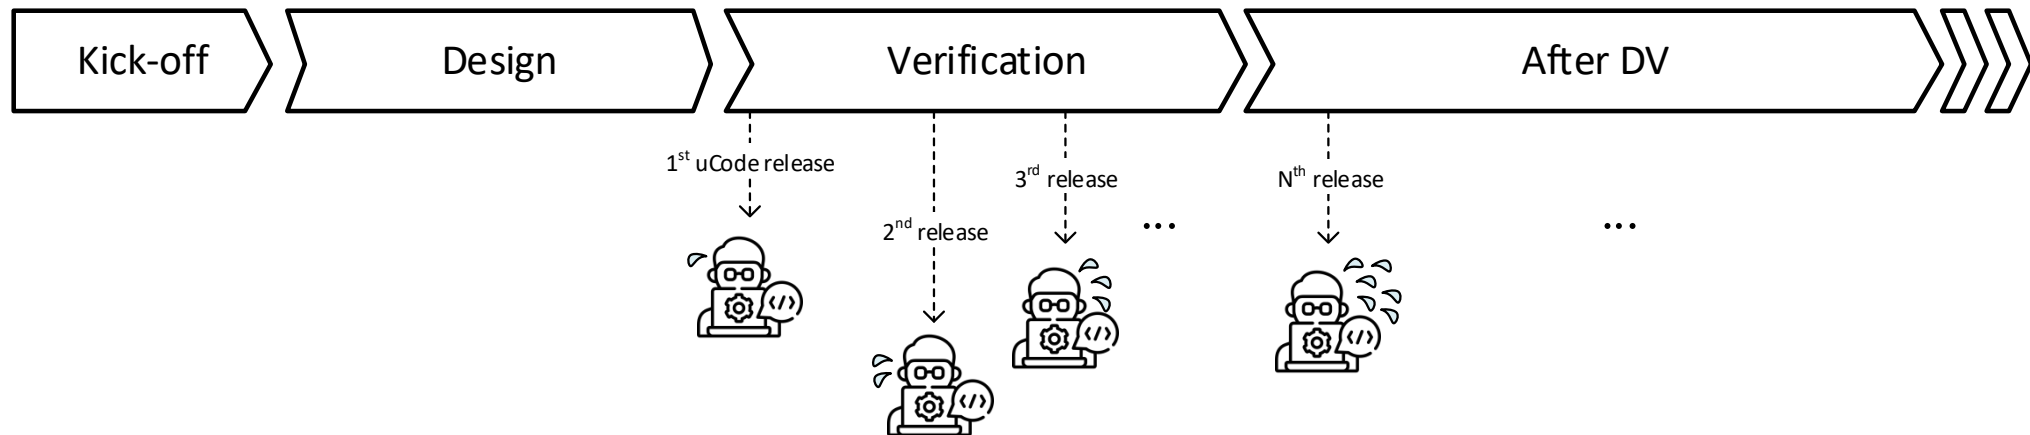 Kick-off
Design
Verification
After DV
1st uCode release
2nd release
3rd release
...
Nth release
...
</>
</>
</>
</>